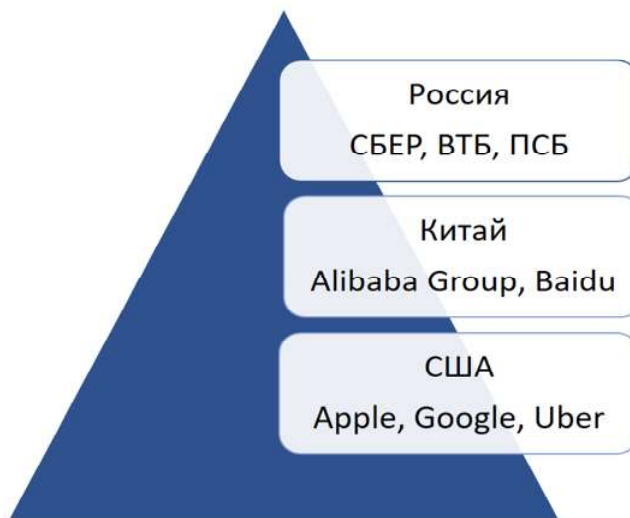 Россия
СБЕР, ВТБ, ПСБ
Китай
Alibaba Group, Baidu
США
Apple, Google, Uber